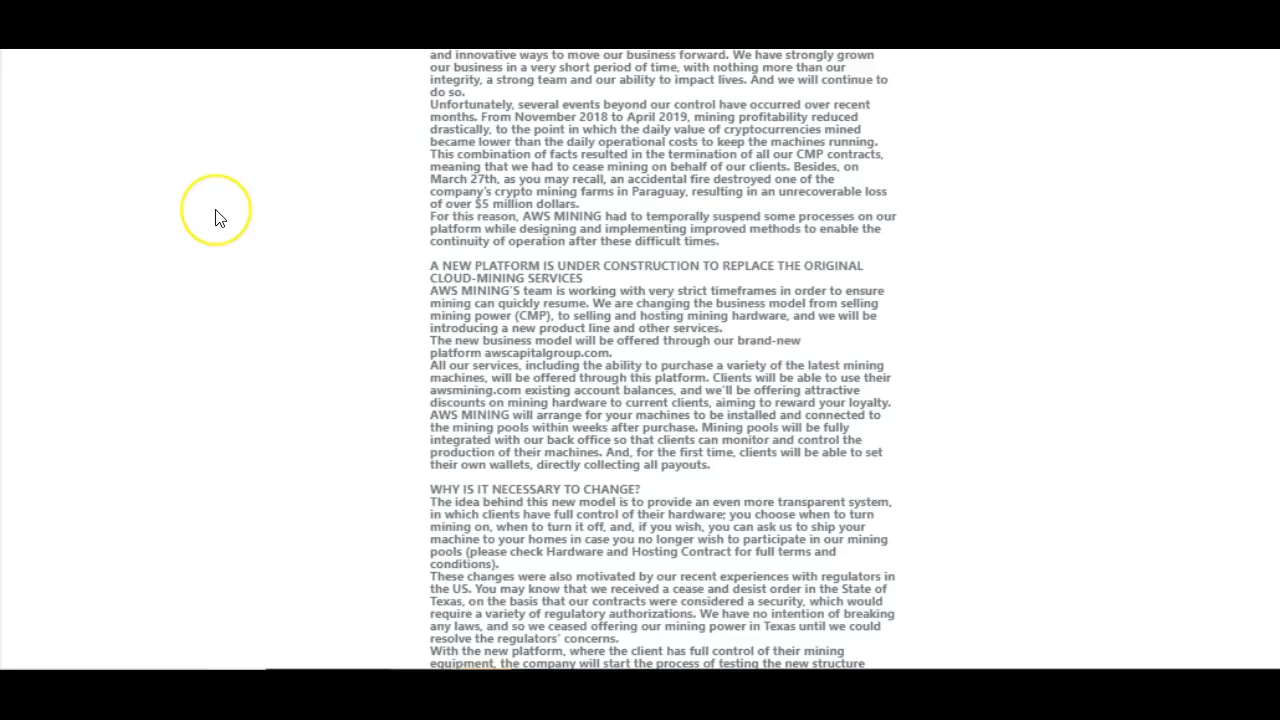 and innovative ways to move our business forward. We have strongly grown
our business in a very short period of time, with nothing more than our
integrity, a strong team and our ability to impact lives. And we will continue to
do so.
Unfortunately, several events beyond our control have occurred over recent
months. From November 2018 to April 2019, mining profitability reduced
drastically, to the point in which the daily value of cryptocurrencies mined
became lower than the daily operational costs to keep the machines running.
This combination of facts resulted in the termination of all our CMP contracts,
meaning that we had to cease mining on behalf of our clients. Besides, on
March 27th, as you may recall, an accidental fire destroyed one of the
company's crypto mining farms in Paraguay, resulting in an unrecoverable loss
of over $5 million dollars.
For this reason, AWS MINING had to temporally suspend some processes on our
platform while designing and implementing improved methods to enable the
continuity of operation after these difficult times.
A NEW PLATFORM IS UNDER CONSTRUCTION TO REPLACE THE ORIGINAL
CLOUD-MINING SERVICES
AWS MINING'S team is working with very strict timeframes in order to ensure
mining can quickly resume. We are changing the business model from selling
mining power (CMP), to selling and hosting mining hardware, and we will be
introducing a new product line and other services.
The new business model will be offered through our brand-new
platform awscapitalgroup.com.
All our services, including the ability to purchase a variety of the latest mining
machines, will be offered through this platform. Clients will be able to use their
awsmining.com existing account balances, and we'll be offering attractive
discounts on mining hardware to current clients, aiming to reward your loyalty.
AWS MINING will arrange for your machines to be installed and connected to
the mining pools within weeks after purchase. Mining pools will be fully
integrated with our back office so that clients can monitor and control the
production of their machines. And, for the first time, clients will be able to set
their own wallets, directly collecting all payouts.
WHY IS IT NECESSARY TO CHANGE?
The idea behind this new model is to provide an even more transparent system,
in which clients have full control of their hardware; you choose when to turn
mining on, when to turn it off, and, if you wish, you can ask us to ship your
machine to your homes in case you no longer wish to participate in our mining
pools (please check Hardware and Hosting Contract for full terms and
conditions).
These changes were also motivated by our recent experiences with regulators in
the US. You may know that we received a cease and desist order in the State of
Texas, on the basis that our contracts were considered a security, which would
require a variety of regulatory authorizations. We have no intention of breaking
any laws, and so we ceased offering our mining power in Texas until we could
resolve the regulators' concerns.
With the new platform, where the client has full control of their mining
equipment, the company will start the process of testing the new structure